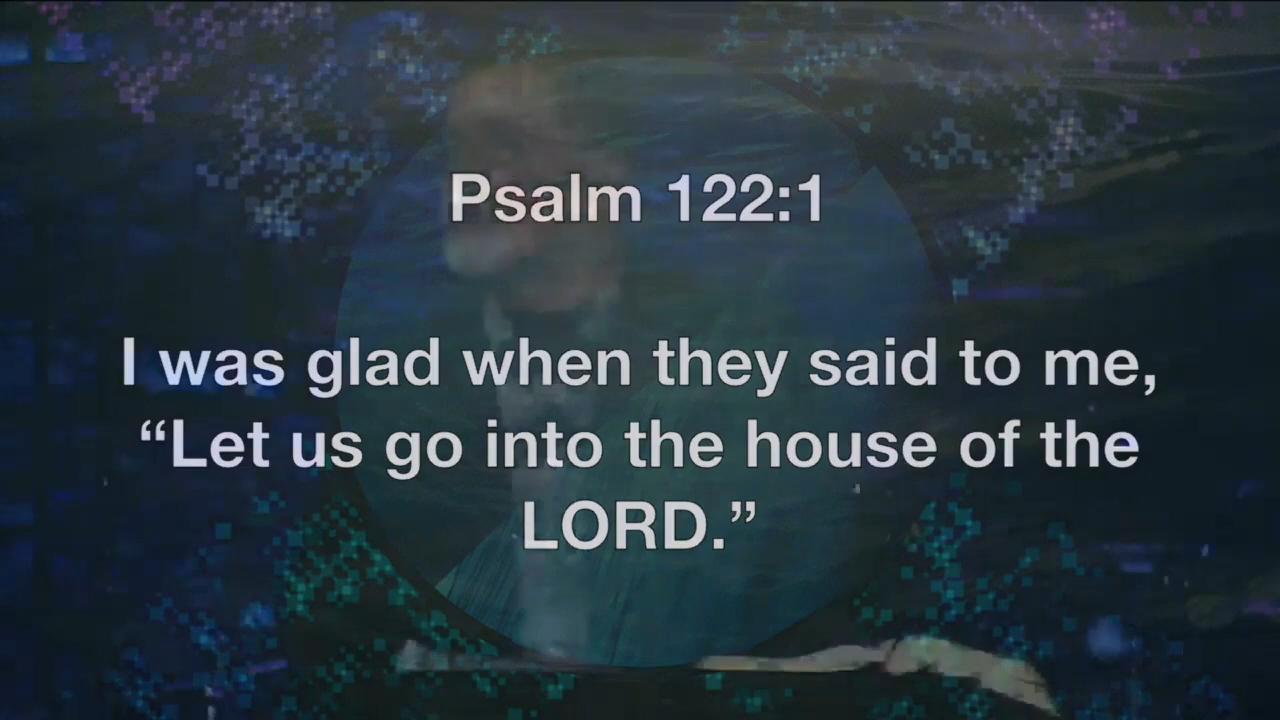 Psalm 122:1
I was glad when they said to me,
“Let us go into the house of the
LORD.”